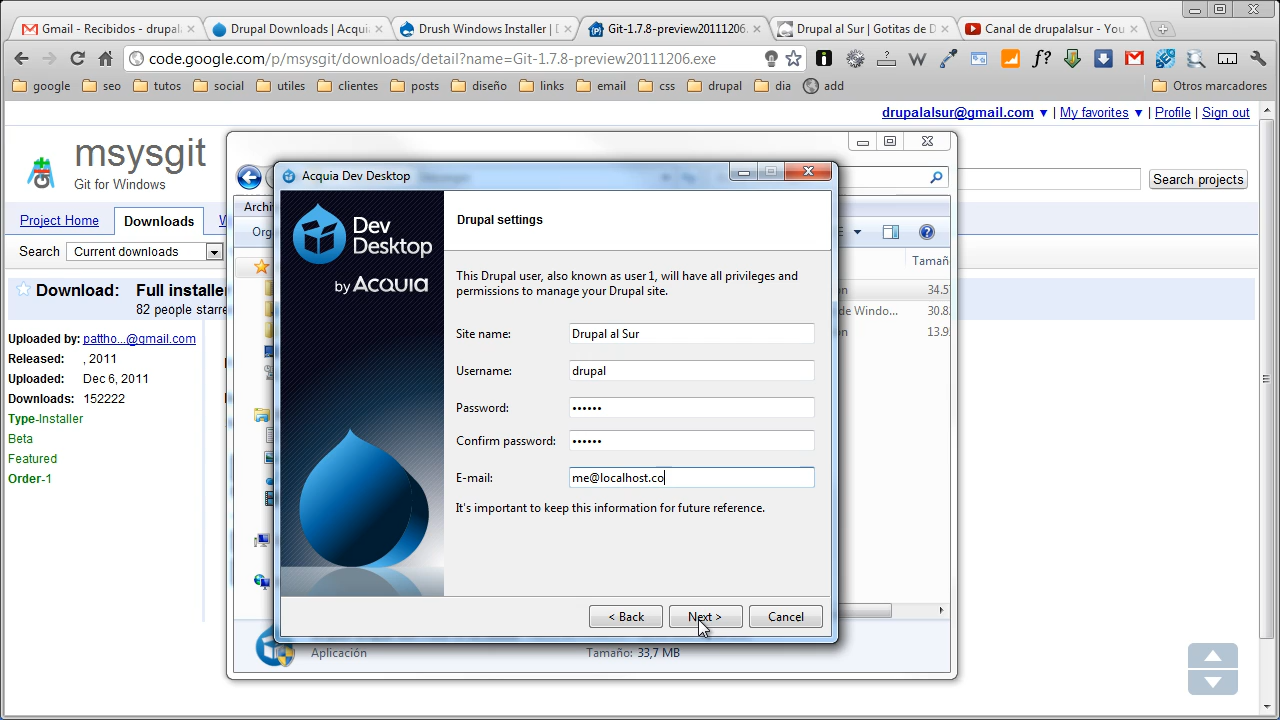 Gmail - Recibidos - drupal
Drupal Downloads | Acqui
Drush Windows Installer | D
Git-1.7.8-preview20111206.
Drupal al Sur | Gotitas de D
Canal de drupalalsur - You
code.google.com/p/msysgit/downloads/detail?name=Git-1.7.8-preview20111206.exe
google
seo
tutos
social
utiles
clientes
posts
diseño
links
email
css
drupal
dia
add
Otros marcadores
drupalalsur@gmail.com ▼ | My favorites ▼ | Profile | Sign out
msysgit
Git for Windows
Search projects
Project Home
Downloads
Search
Current downloads
Download: Full installe
82 people starre
Uploaded by: pattho...@gmail.com
Released: , 2011
Uploaded: Dec 6, 2011
Downloads: 152222
Type-Installer
Beta
Featured
Order-1
Archi
Org
Tamañ
34.5
de Windo...
30.8
13.9
Acquia Dev Desktop
Dev
Desktop
by Acquia
Drupal settings
This Drupal user, also known as user 1, will have all privileges and
permissions to manage your Drupal site.
Site name: Drupal al Sur
Username: drupal
Password: ••••••
Confirm password: ••••••
E-mail: me@localhost.co
It's important to keep this information for future reference.
< Back
Next >
Cancel
Aplicación
Tamaño: 33,7 MB